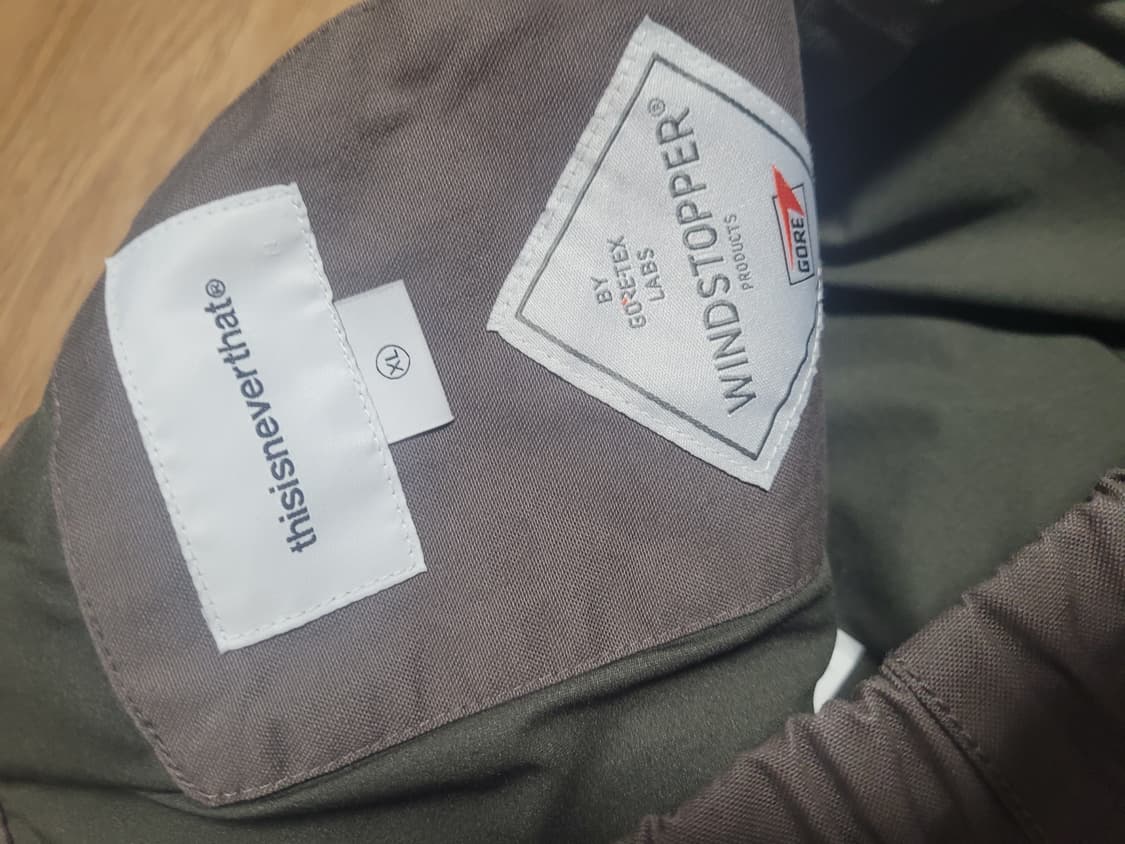 thisisneverthat®
XL
BY
GORE-TEX
LABS
WINDSTOPPER®
PRODUCTS
GORE